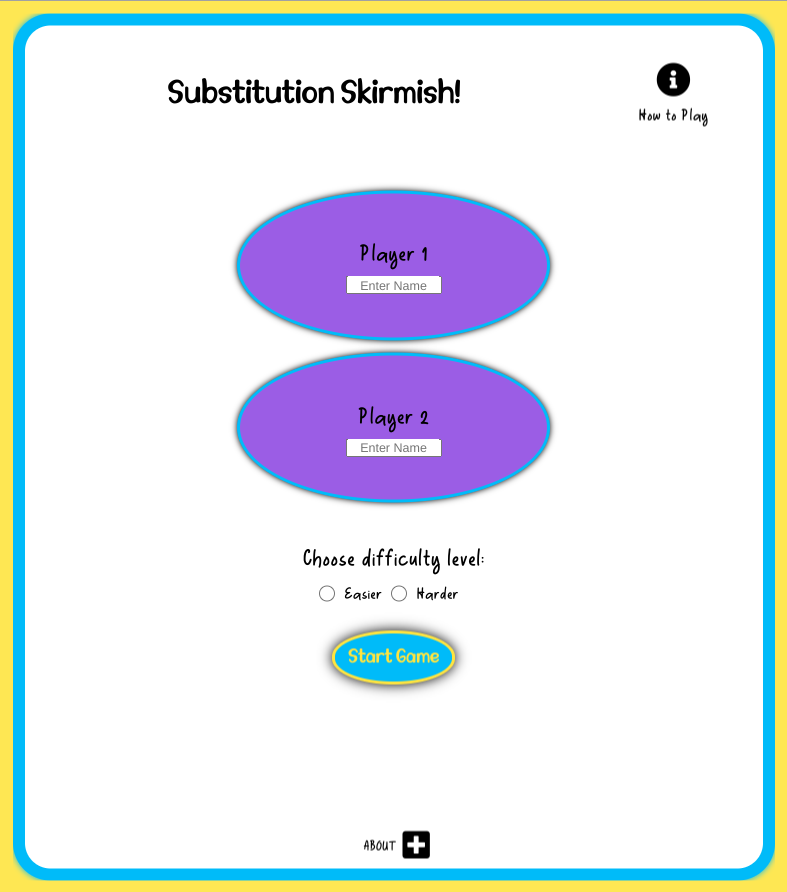 Substitution Skirmish!
How to Play
Player 1
Enter Name
Player 2
Enter Name
Choose difficulty level:
Easier Harder
Start Game
ABOUT